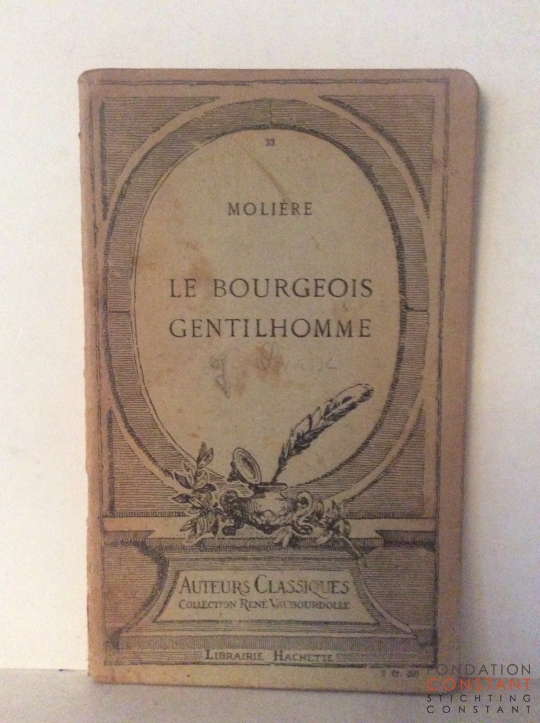 33
MOLIÈRE
LE BOURGEOIS
GENTILHOMME
AUTEURS CLASSIQUES
COLLECTION RENÉ VAUBOURDOLLE
LIBRAIRIE HACHETTE
FONDATION
CONSTANT
STICHTING
CONSTANT